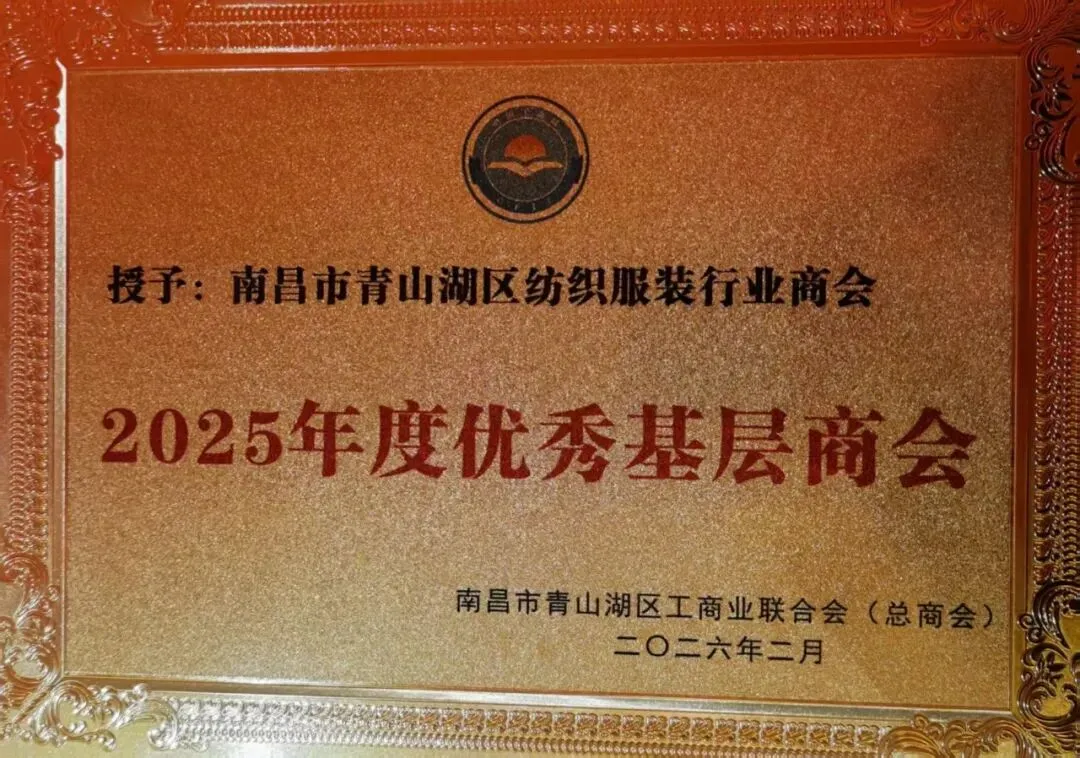 授予：南昌市青山湖区纺织服装行业商会
2025年度优秀基层商会
南昌市青山湖区工商业联合会（总商会）
二〇二六年二月